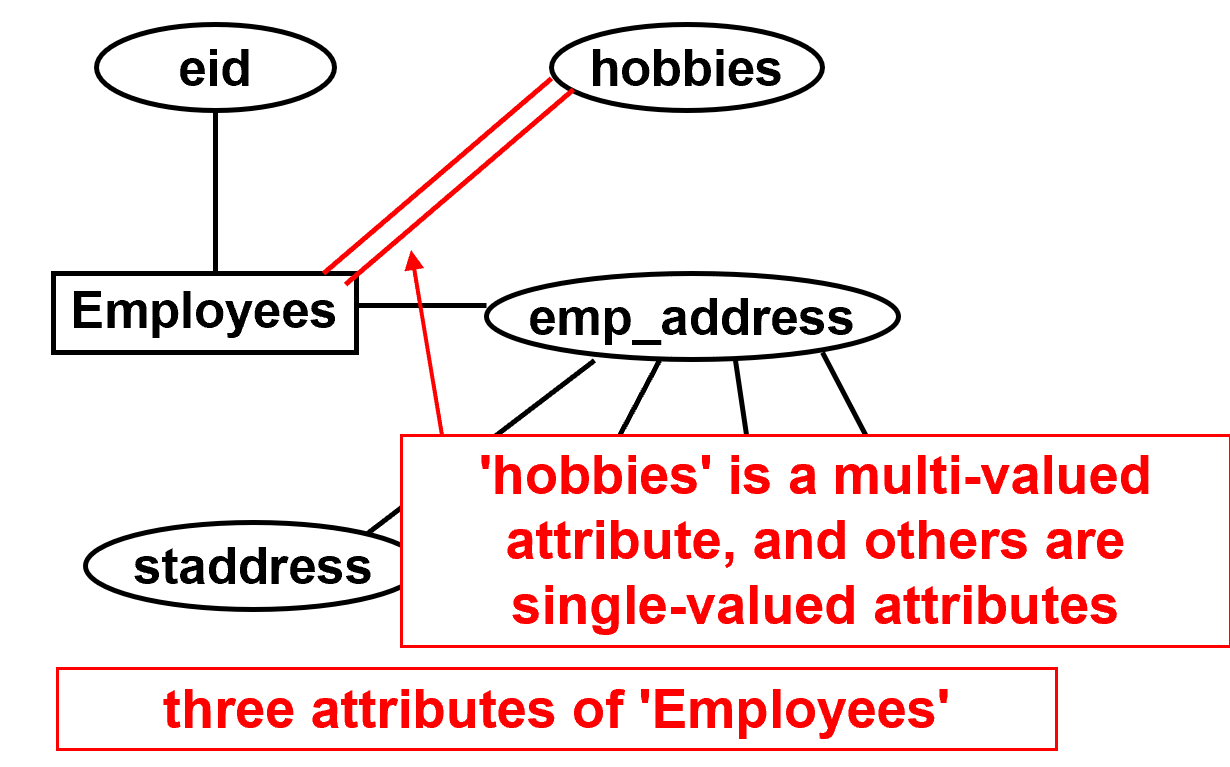 eid
hobbies
Employees
emp_address
'hobbies' is a multi-valued
attribute, and others are
single-valued attributes
staddress
three attributes of 'Employees'